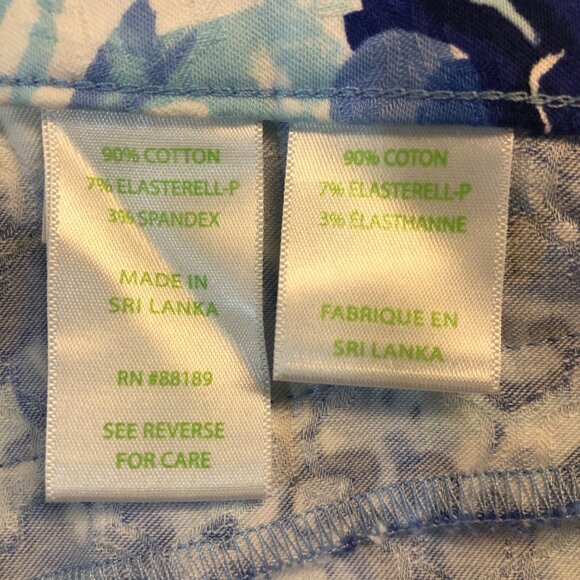 90% COTTON
7% ELASTERELL-P
3% SPANDEX
MADE IN
SRI LANKA
RN #88189
SEE REVERSE
FOR CARE
90% COTON
7% ÉLASTERELL-P
3% ÉLASTHANNE
FABRIQUE EN
SRI LANKA